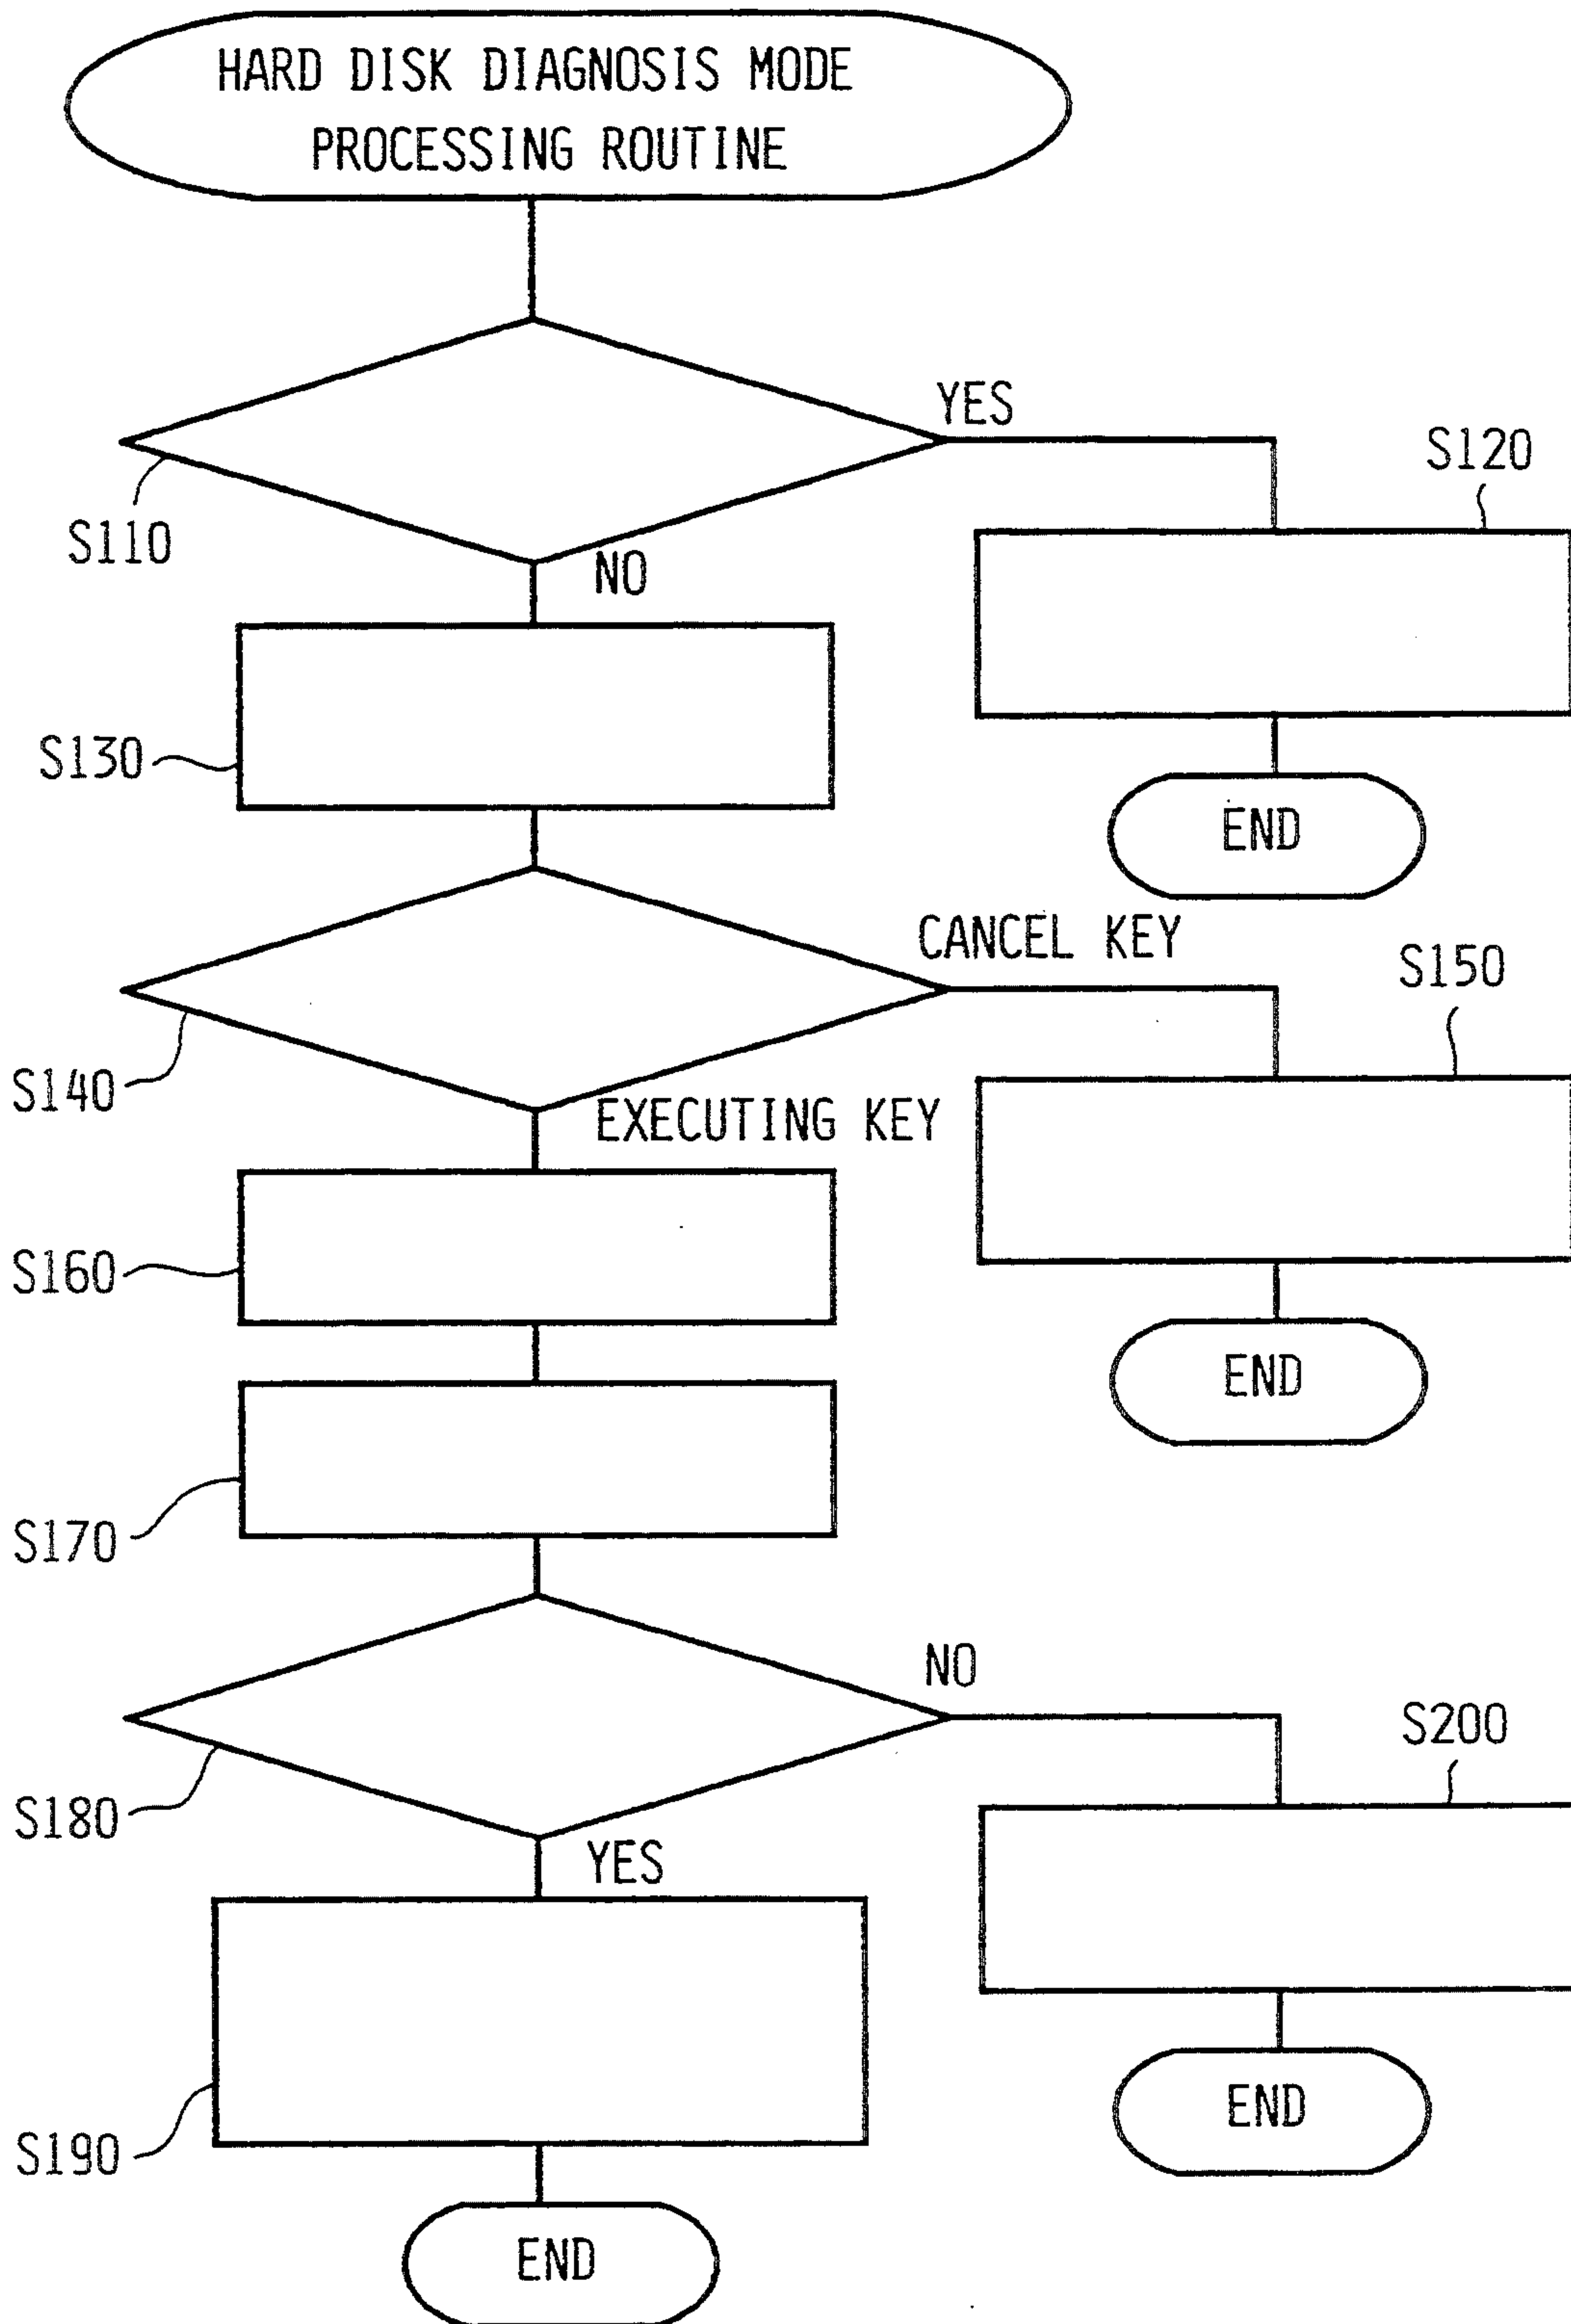 HARD DISK DIAGNOSIS MODE
PROCESSING ROUTINE
YES
S120
S110
NO
S130
END
CANCEL KEY
S150
S140
EXECUTING KEY
S160
END
S170
NO
S200
S180
YES
END
S190
END